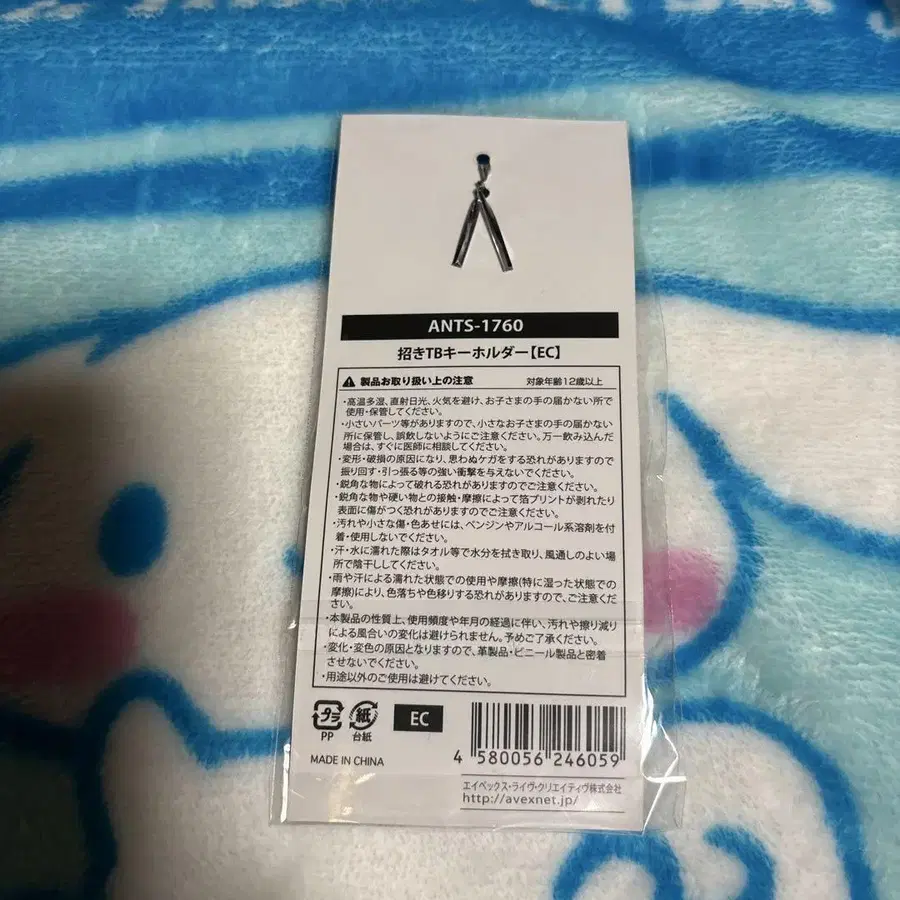 ANTS-1760
招きTBキーホルダー【EC】
製品お取り扱い上の注意 対象年齢12歳以上
・高温多湿、直射日光、火気を避け、お子さまの手の届かない所で
使用・保管してください。
・小さいパーツ等がありますので、小さなお子さまの手の届かない
所に保管し、誤飲しないようにご注意ください。万一飲み込んだ
場合は、すぐに医師に相談してください。
・変形・破損の原因になり、思わぬケガをする恐れがありますので
振り回す・引っ張る等の強い衝撃を与えないでください。
・鋭角な物によって破れる恐れがありますのでご注意ください。
・鋭角な物や硬い物との接触・摩擦によって箔プリントが剥れたり
表面に傷がつく恐れがありますのでご注意ください。
・汚れや小さな傷・色あせには、ベンジンやアルコール系溶剤を付
着・使用しないでください。
・汗・水に濡れた際はタオル等で水分を拭き取り、風通しのよい場
所で陰干ししてください。
・雨や汗による濡れた状態での使用や摩擦(特に湿った状態での
摩擦)により、色落ちや色移りする恐れがありますので、ご注意くだ
さい。
・本製品の性質上、使用頻度や年月の経過に伴い、汚れや擦り減り
による風合いの変化は避けられません。予めご了承ください。
・変化・変色の原因となりますので、革製品・ビニール製品と密着
させないでください。
・用途以外のご使用は避けてください。
プラ
PP
紙
台紙
EC
4 580056 246059
MADE IN CHINA
エイベックス・ライヴ・クリエイティヴ株式会社
http://avexnet.jp/